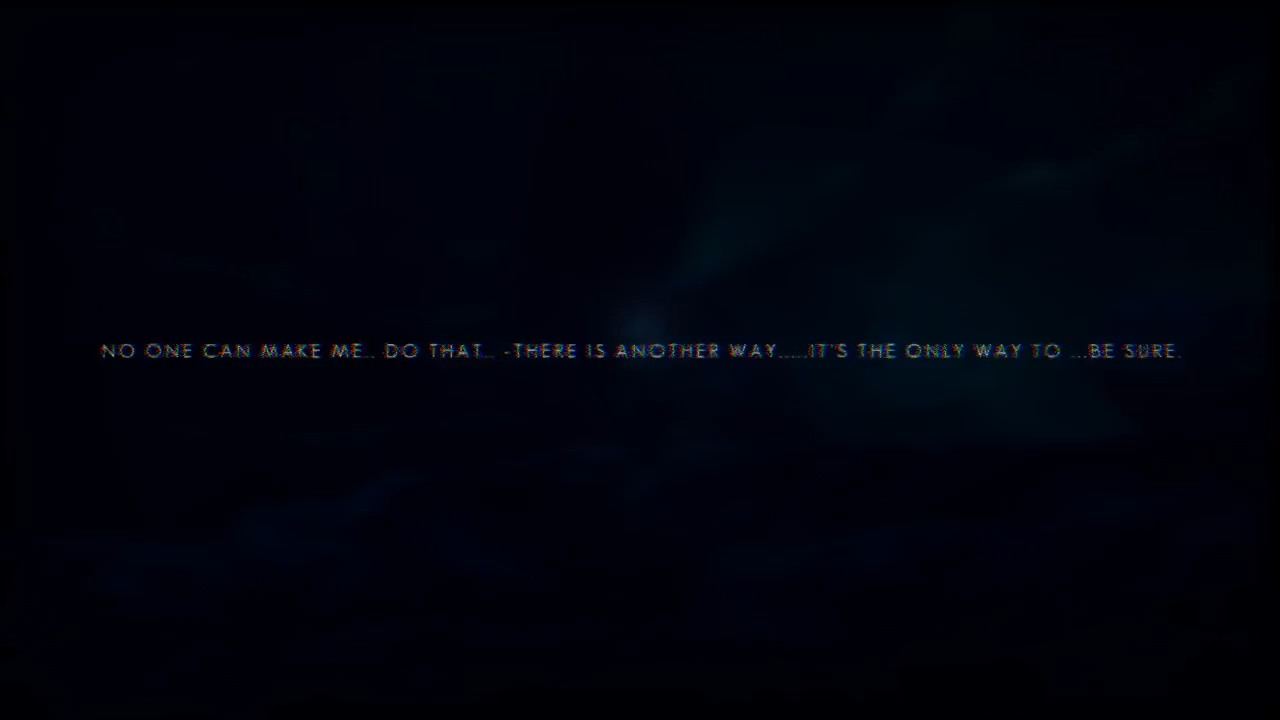 NO ONE CAN MAKE ME.. DO THAT.. -THERE IS ANOTHER WAY.....IT'S THE ONLY WAY TO ...BE SURE.